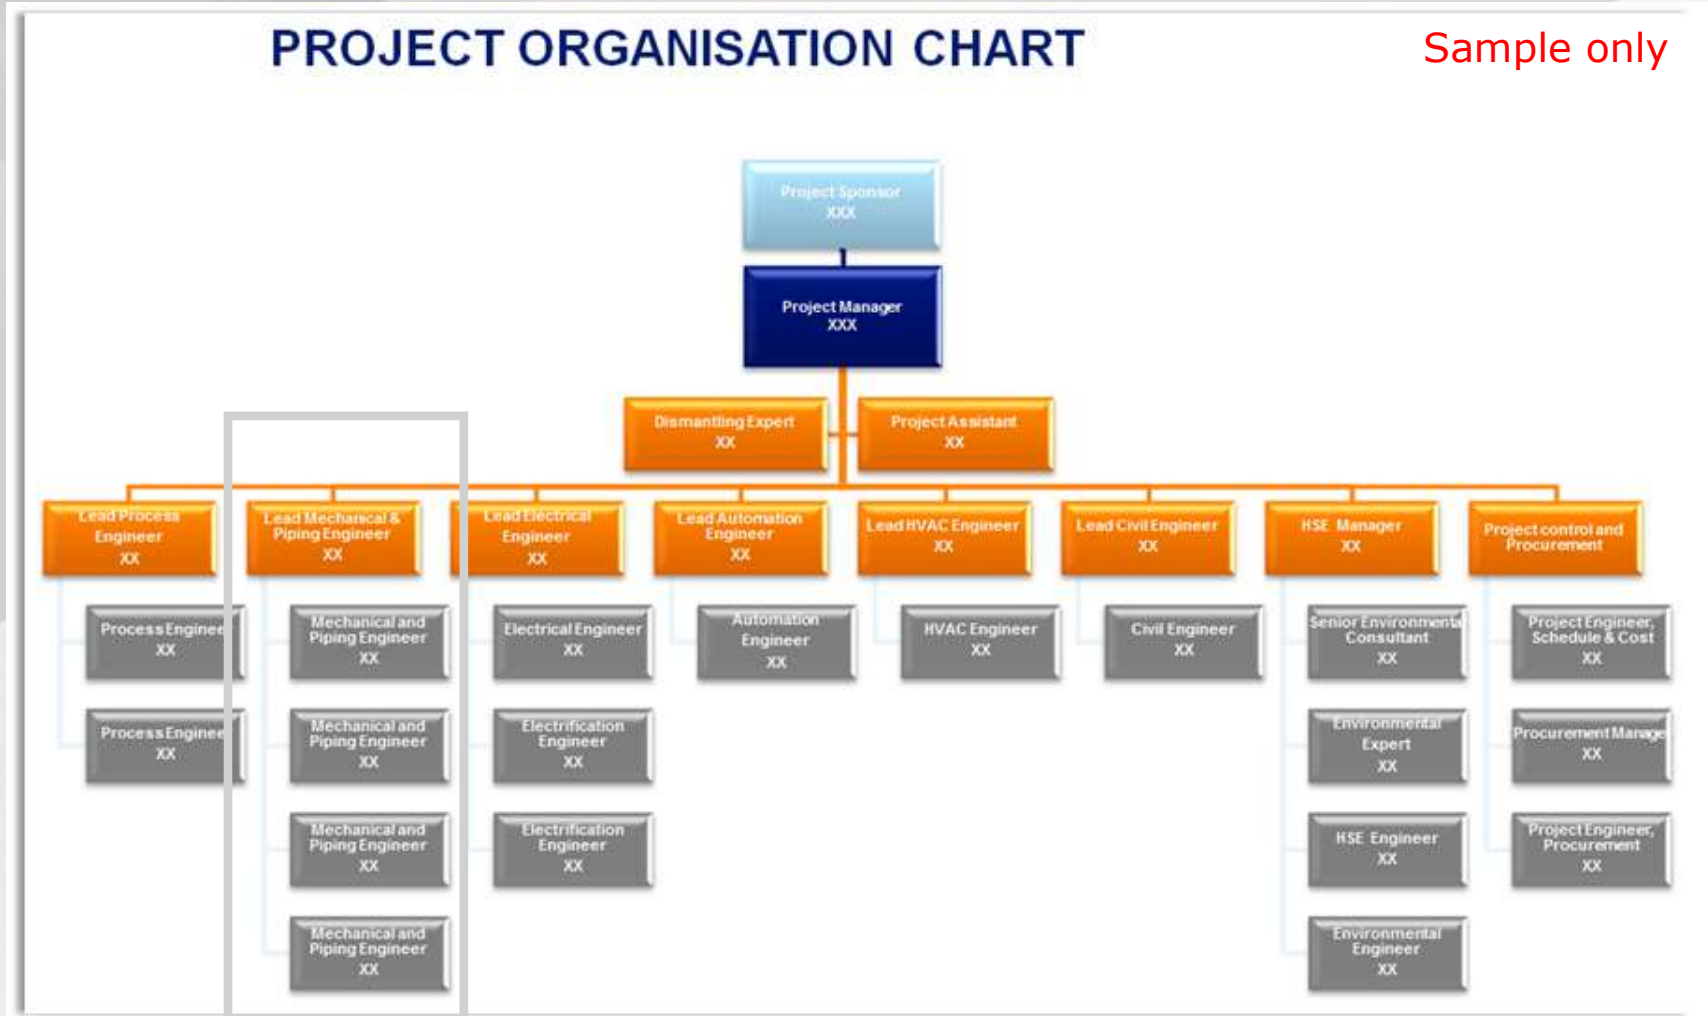 PROJECT ORGANISATION CHART
Sample only
Project Sponsor
XXX
Project Manager
XXX
Dismantling Expert
XX
Project Assistant
XX
Lead Process
Engineer
XX
Lead Mechanical &
Piping Engineer
XX
Lead Electrical
Engineer
XX
Lead Automation
Engineer
XX
Lead HVAC Engineer
XX
Lead Civil Engineer
XX
HSE Manager
XX
Project control and
Procurement
Process Enginee
XX
Process Enginee
XX
Mechanical and
Piping Engineer
XX
Mechanical and
Piping Engineer
XX
Mechanical and
Piping Engineer
XX
Mechanical and
Piping Engineer
XX
Electrical Engineer
XX
Electrification
Engineer
XX
Electrification
Engineer
XX
Automation
Engineer
XX
HVAC Engineer
XX
Civil Engineer
XX
Senior Environmental
Consultant
XX
Environmental
Expert
XX
HSE Engineer
XX
Environmental
Engineer
XX
Project Engineer,
Schedule & Cost
XX
Procurement Manage
XX
Project Engineer,
Procurement
XX